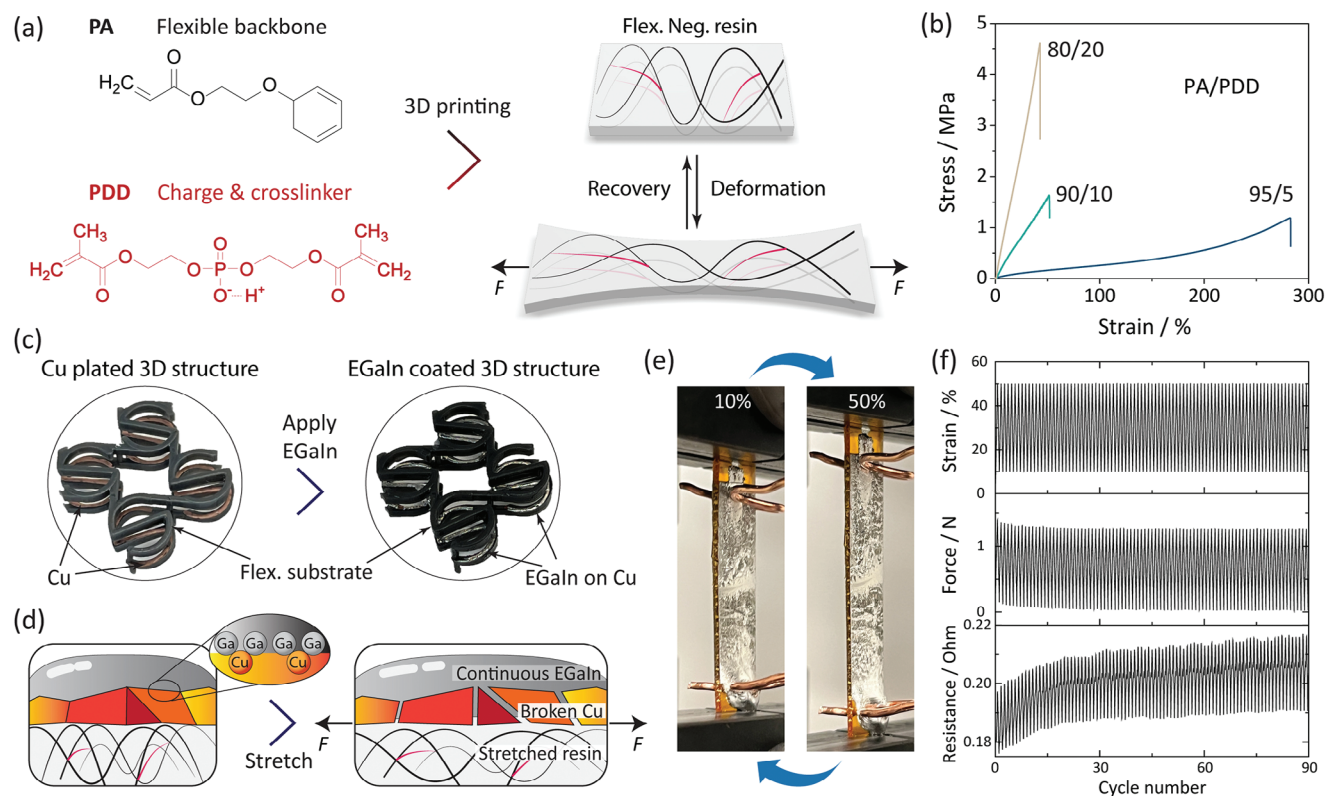 (a)
PA Flexible backbone
O
H₂C
O
O
3D printing
PDD Charge & crosslinker
CH₃
H₂C
O
O
O
O
P
O
O⁻ H⁺
O
O
CH₃
CH₂
Flex. Neg. resin
Recovery
Deformation
F
F
(b)
Stress / MPa
5
4
3
2
1
0
80/20
90/10
95/5
PA/PDD
0 100 200 300
Strain / %
(c)
Cu plated 3D structure
EGaIn coated 3D structure
Apply
EGaIn
Cu
Flex. substrate
EGaIn on Cu
(d)
Ga Ga Ga Ga
Cu Cu
Stretch
F
F
Continuous EGaIn
Broken Cu
Stretched resin
(e)
10%
50%
(f)
Strain / %
60
40
20
0
Force / N
1
0
Resistance / Ohm
0.22
0.20
0.18
0 30 60 90
Cycle number